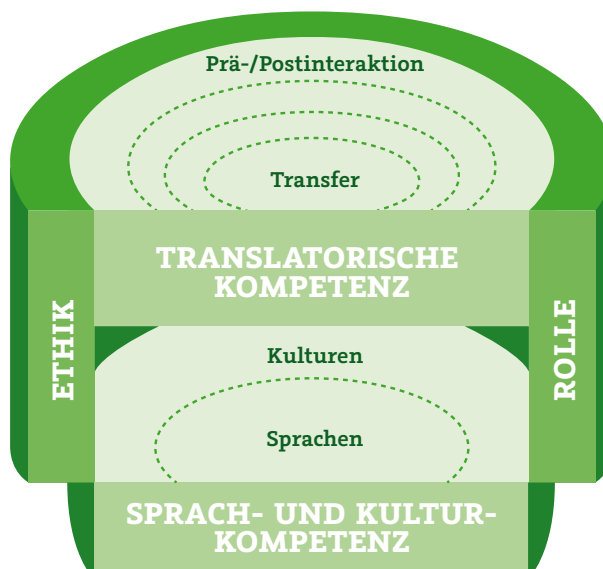 Prä-/Postinteraktion
Transfer
TRANSLATORISCHE
KOMPETENZ
ETHIK
ROLLE
Kulturen
Sprachen
SPRACH- UND KULTUR-
KOMPETENZ